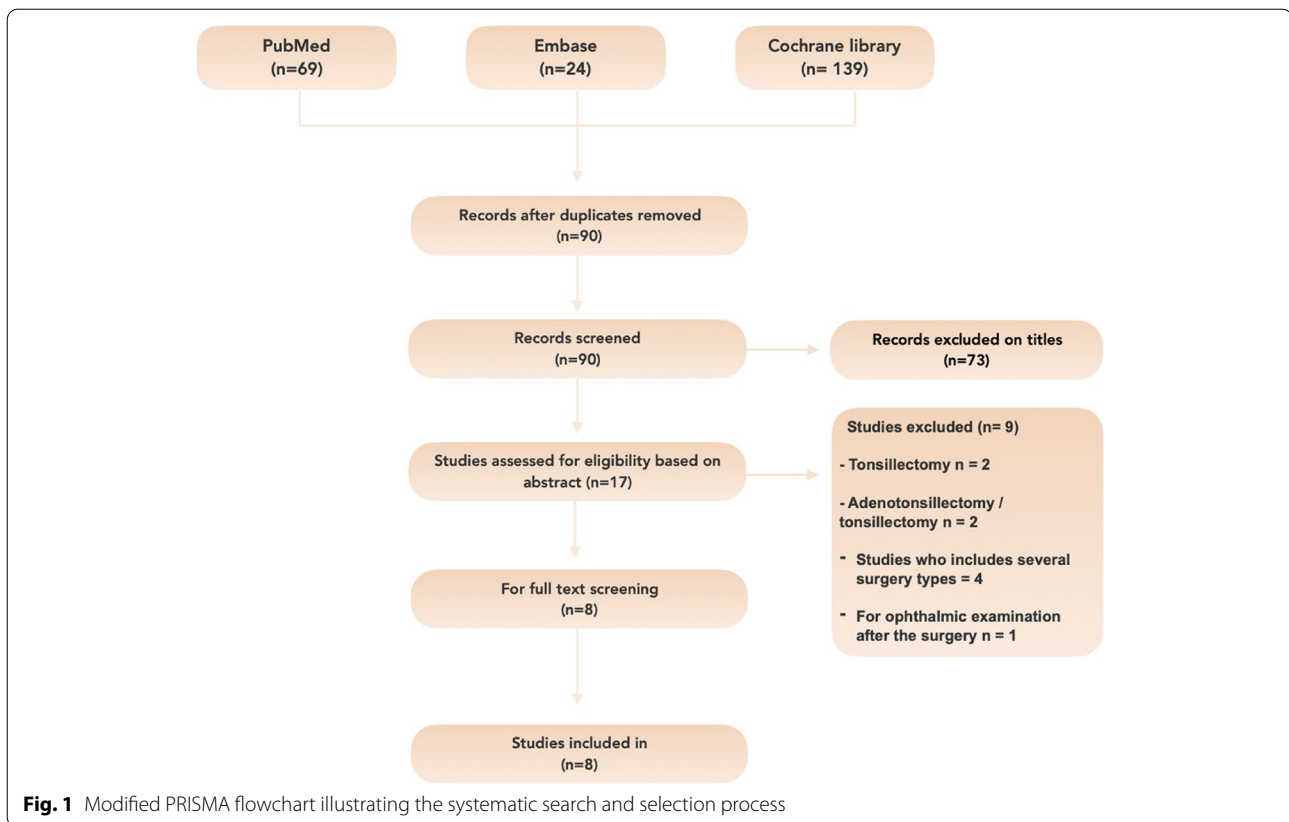 PubMed
(n=69)
Embase
(n=24)
Cochrane library
(n= 139)
Records after duplicates removed
(n=90)
Records screened
(n=90)
Records excluded on titles
(n=73)
Studies assessed for eligibility based on
abstract (n=17)
Studies excluded (n= 9)
- Tonsillectomy n = 2
- Adenotonsillectomy /
tonsillectomy n = 2
- Studies who includes several
surgery types = 4
- For ophthalmic examination
after the surgery n = 1
For full text screening
(n=8)
Studies included in
(n=8)
Fig. 1 Modified PRISMA flowchart illustrating the systematic search and selection process